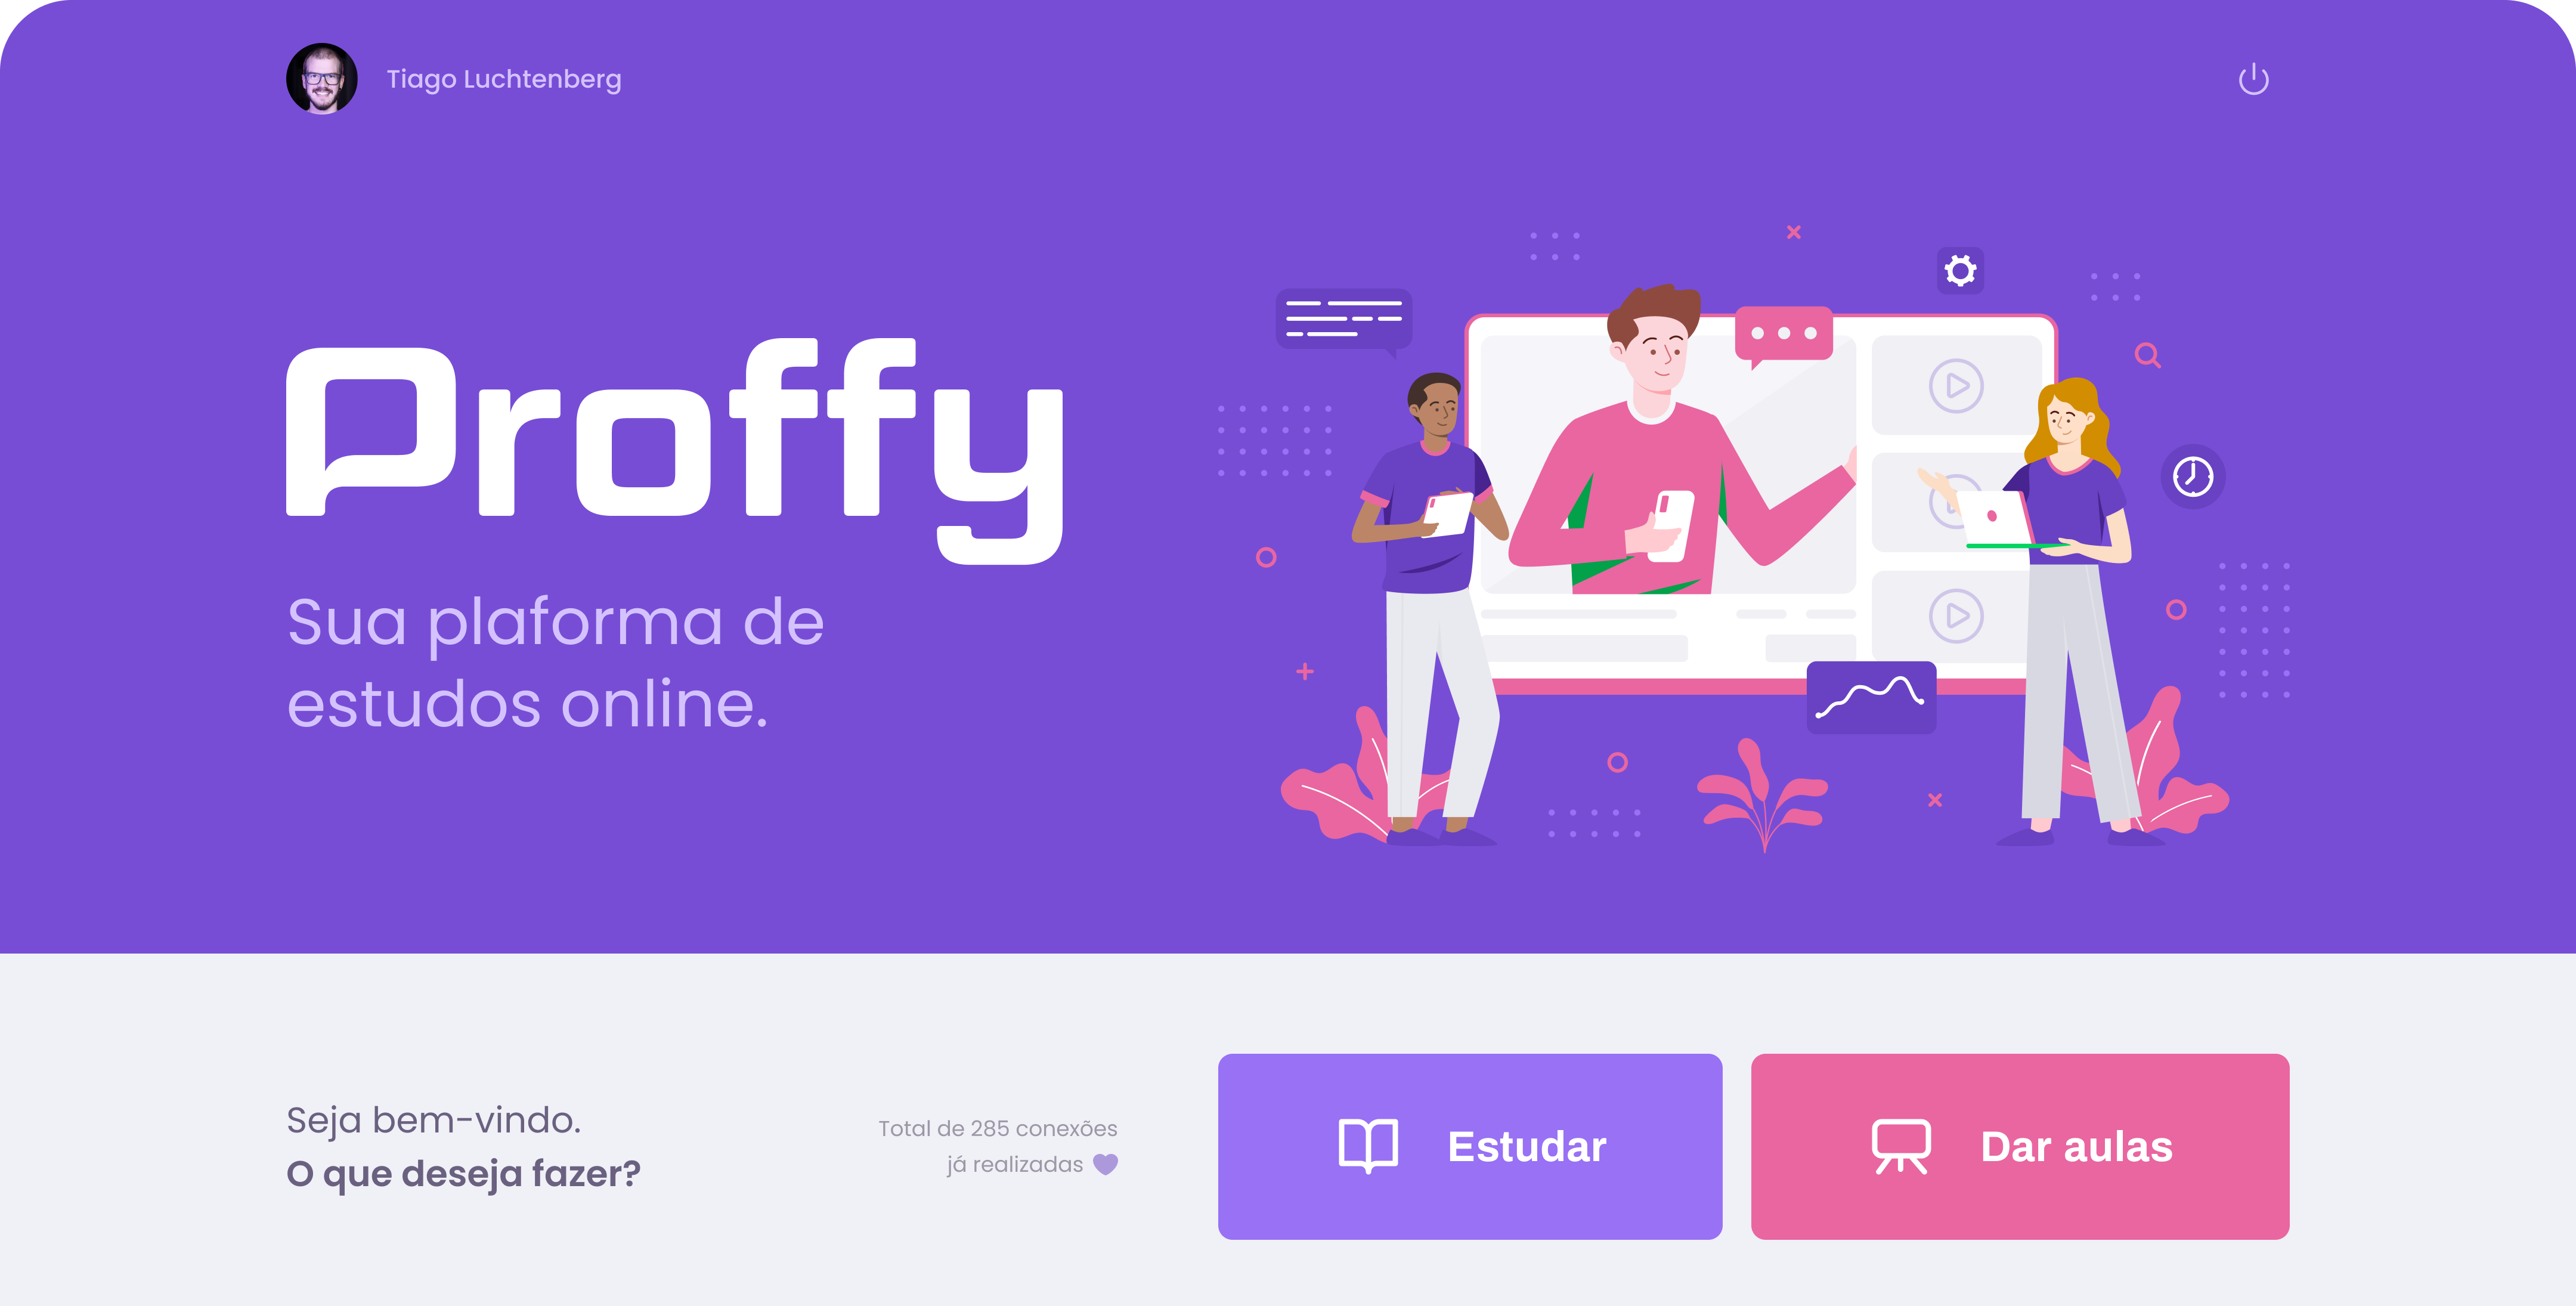 Tiago Luchtenberg
Proffy
Sua plaforma de
estudos online.
Seja bem-vindo.
O que deseja fazer?
Total de 285 conexões
já realizadas
Estudar
Dar aulas